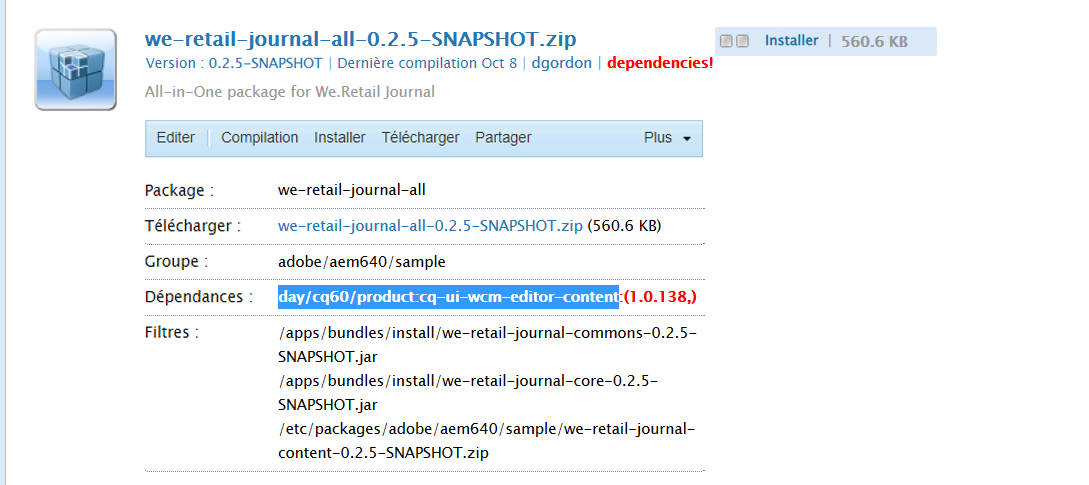 we-retail-journal-all-0.2.5-SNAPSHOT.zip
Installer | 560.6 KB
Version : 0.2.5-SNAPSHOT | Dernière compilation Oct 8 | dgordon | dependencies!
All-in-One package for We.Retail Journal
Editer Compilation Installer Télécharger Partager Plus
Package : we-retail-journal-all
Télécharger : we-retail-journal-all-0.2.5-SNAPSHOT.zip (560.6 KB)
Groupe : adobe/aem640/sample
Dépendances : day/cq60/product:cq-ui-wcm-editor-content:(1.0.138,)
Filtres : /apps/bundles/install/we-retail-journal-commons-0.2.5-
SNAPSHOT.jar
/apps/bundles/install/we-retail-journal-core-0.2.5-
SNAPSHOT.jar
/etc/packages/adobe/aem640/sample/we-retail-journal-
content-0.2.5-SNAPSHOT.zip